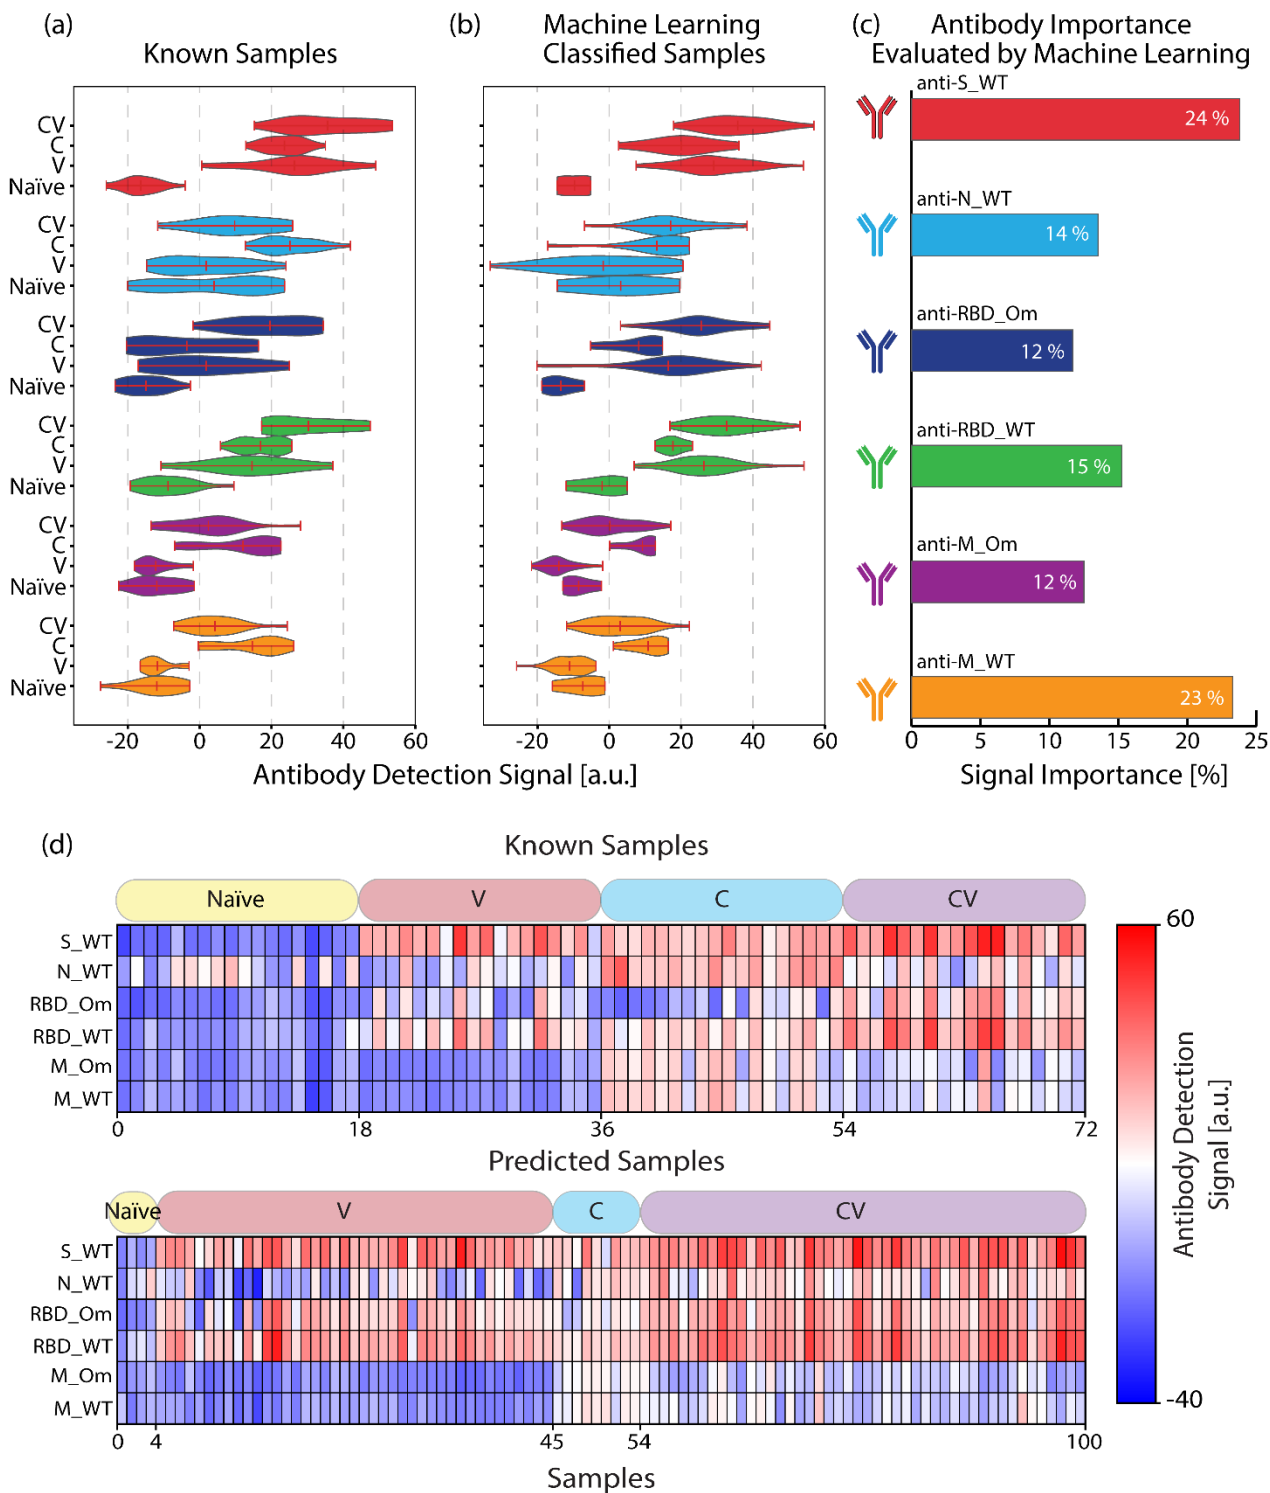 (a)
Known Samples
(b)
Machine Learning
Classified Samples
(c)
Antibody Importance
Evaluated by Machine Learning
CV
C
V
Naïve
CV
C
V
Naïve
CV
C
V
Naïve
CV
C
V
Naïve
CV
C
V
Naïve
CV
C
V
Naïve
-20 0 20 40 60
-20 0 20 40 60
Antibody Detection Signal [a.u.]
anti-S_WT
24 %
anti-N_WT
14 %
anti-RBD_Om
12 %
anti-RBD_WT
15 %
anti-M_Om
12 %
anti-M_WT
23 %
0 5 10 15 20 25
Signal Importance [%]
(d)
Known Samples
Naïve V C CV
S_WT
N_WT
RBD_Om
RBD_WT
M_Om
M_WT
0 18 36 54 72
Predicted Samples
Naïve V C CV
S_WT
N_WT
RBD_Om
RBD_WT
M_Om
M_WT
0 4 45 54 100
Samples
60
-40
Antibody Detection
Signal [a.u.]